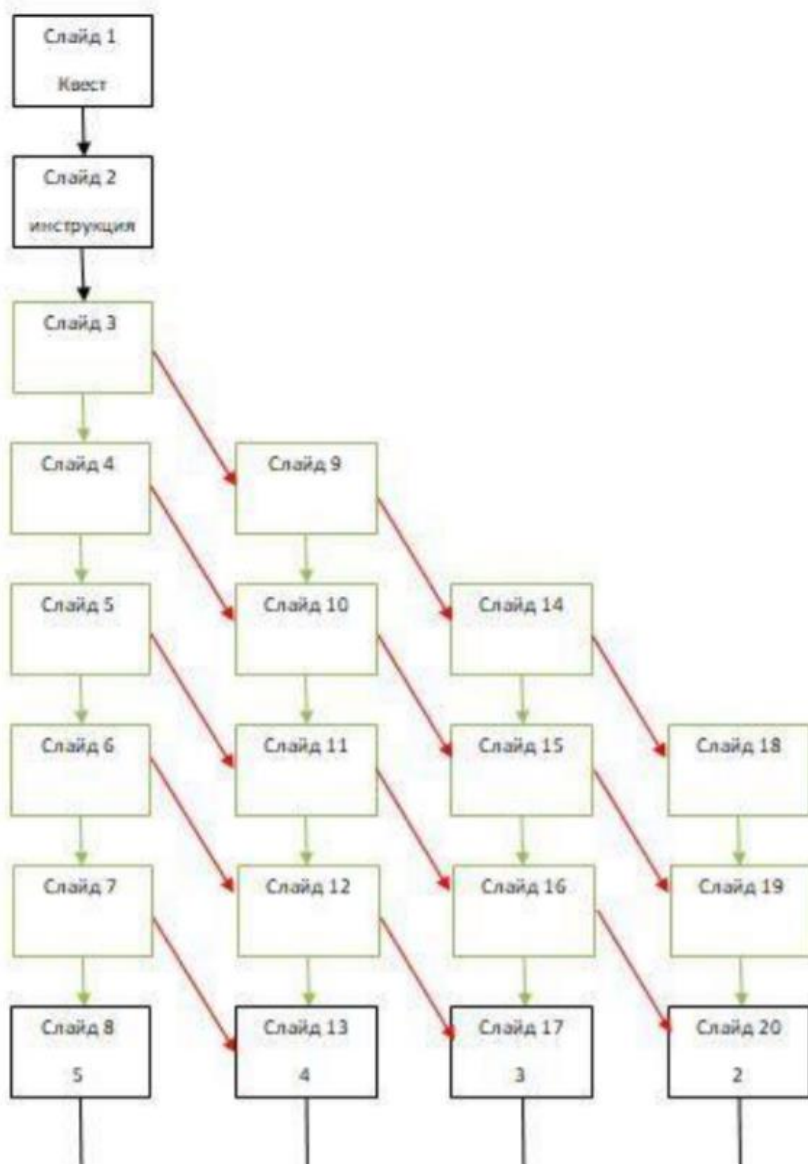 Слайд 1
Квест
Слайд 2
инструкция
Слайд 3
Слайд 4
Слайд 9
Слайд 5
Слайд 10
Слайд 14
Слайд 6
Слайд 11
Слайд 15
Слайд 18
Слайд 7
Слайд 12
Слайд 16
Слайд 19
Слайд 8
Слайд 13
Слайд 17
Слайд 20
5
4
3
2